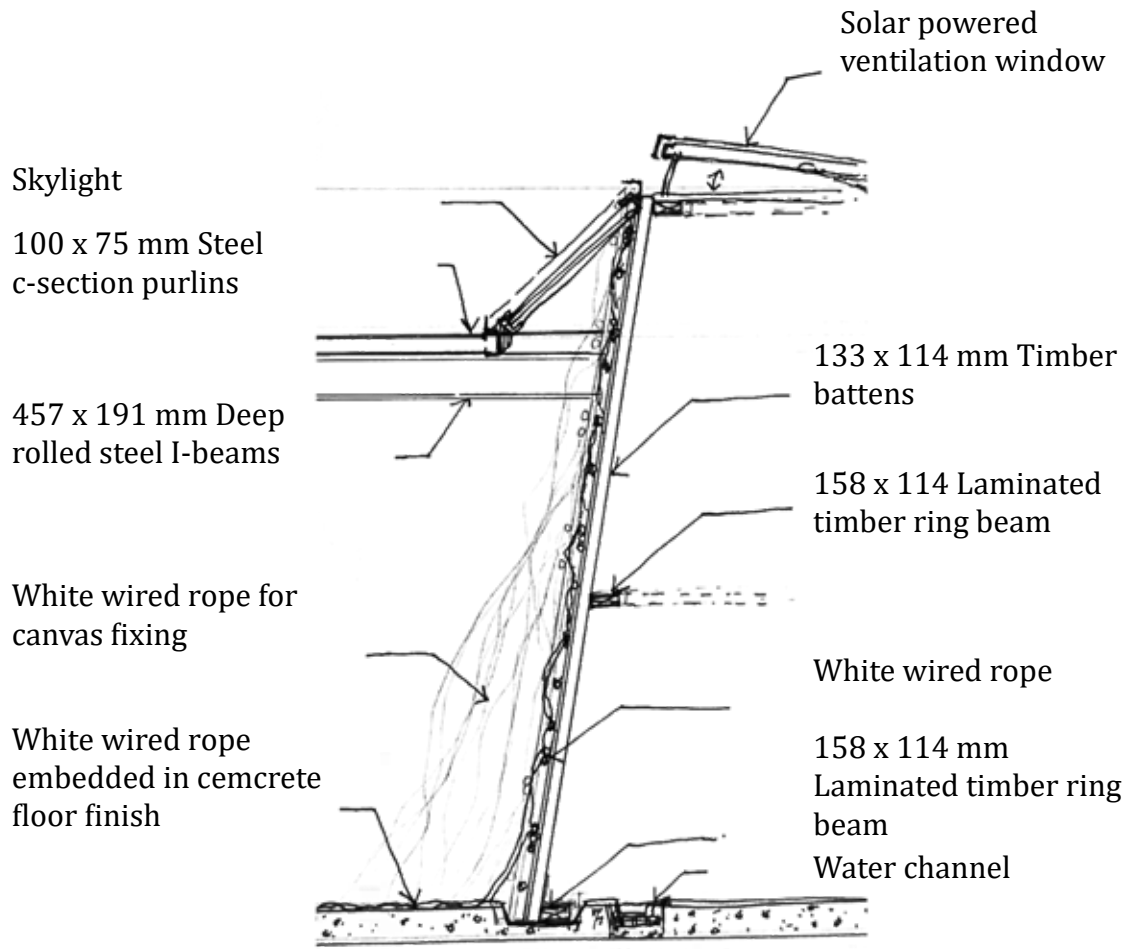 Solar powered
ventilation window
Skylight
100 x 75 mm Steel
c-section purlins
457 x 191 mm Deep
rolled steel I-beams
White wired rope for
canvas fixing
White wired rope
embedded in cemcrete
floor finish
133 x 114 mm Timber
battens
158 x 114 Laminated
timber ring beam
White wired rope
158 x 114 mm
Laminated timber ring
beam
Water channel